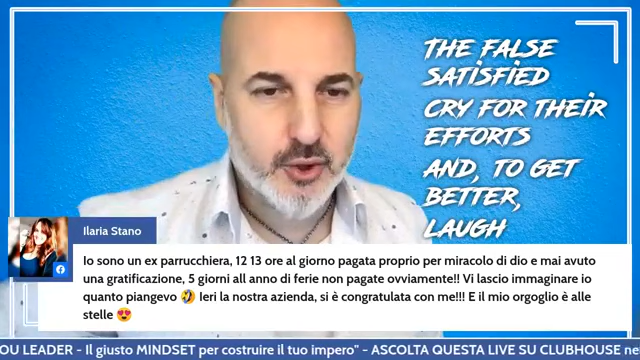 THE FALSE
SATISFIED
CRY FOR THEIR
EFFORTS
AND, TO GET
BETTER,
LAUGH
Ilaria Stano
Io sono un ex parrucchiera, 12 13 ore al giorno pagata proprio per miracolo di dio e mai avuto
una gratificazione, 5 giorni all anno di ferie non pagate ovviamente!! Vi lascio immaginare io
quanto piangevo 🤣 Ieri la nostra azienda, si è congratulata con me!!! E il mio orgoglio è alle
stelle 😍
OU LEADER - Il giusto MINDSET per costruire il tuo impero" - ASCOLTA QUESTA LIVE SU CLUBHOUSE ne